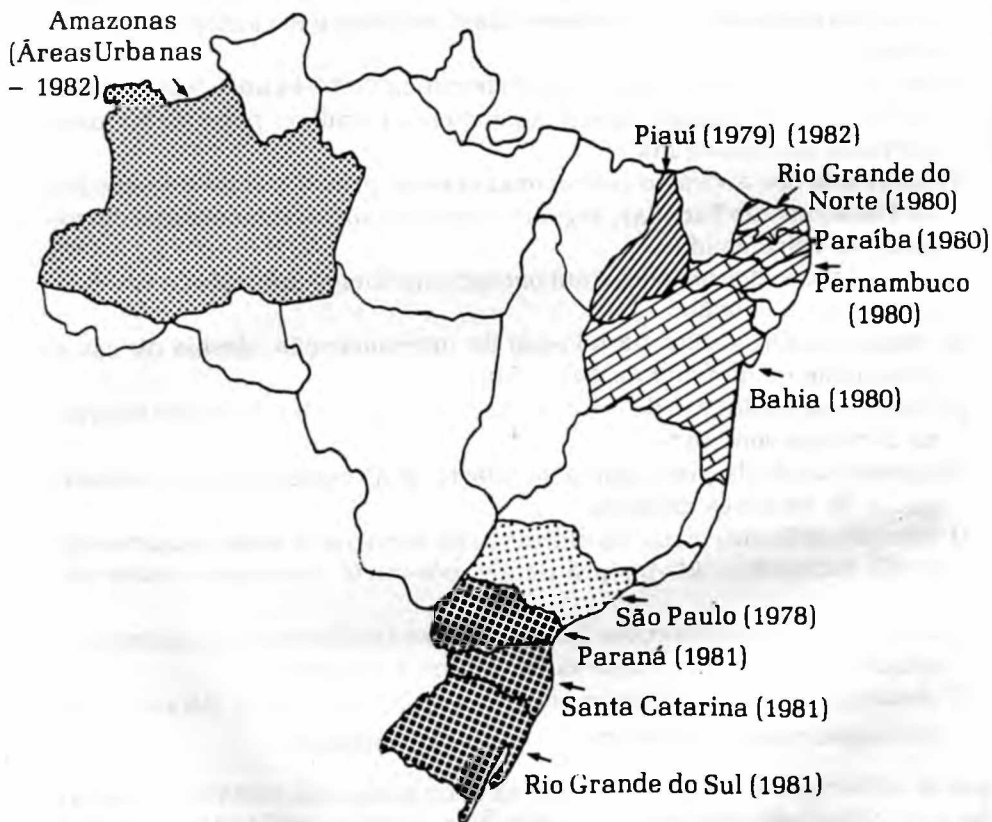 Amazonas
(Áreas Urbanas
– 1982)
Piauí (1979) (1982)
Rio Grande do
Norte (1980)
Paraíba (1980)
Pernambuco
(1980)
Bahia (1980)
São Paulo (1978)
Paraná (1981)
Santa Catarina (1981)
Rio Grande do Sul (1981)